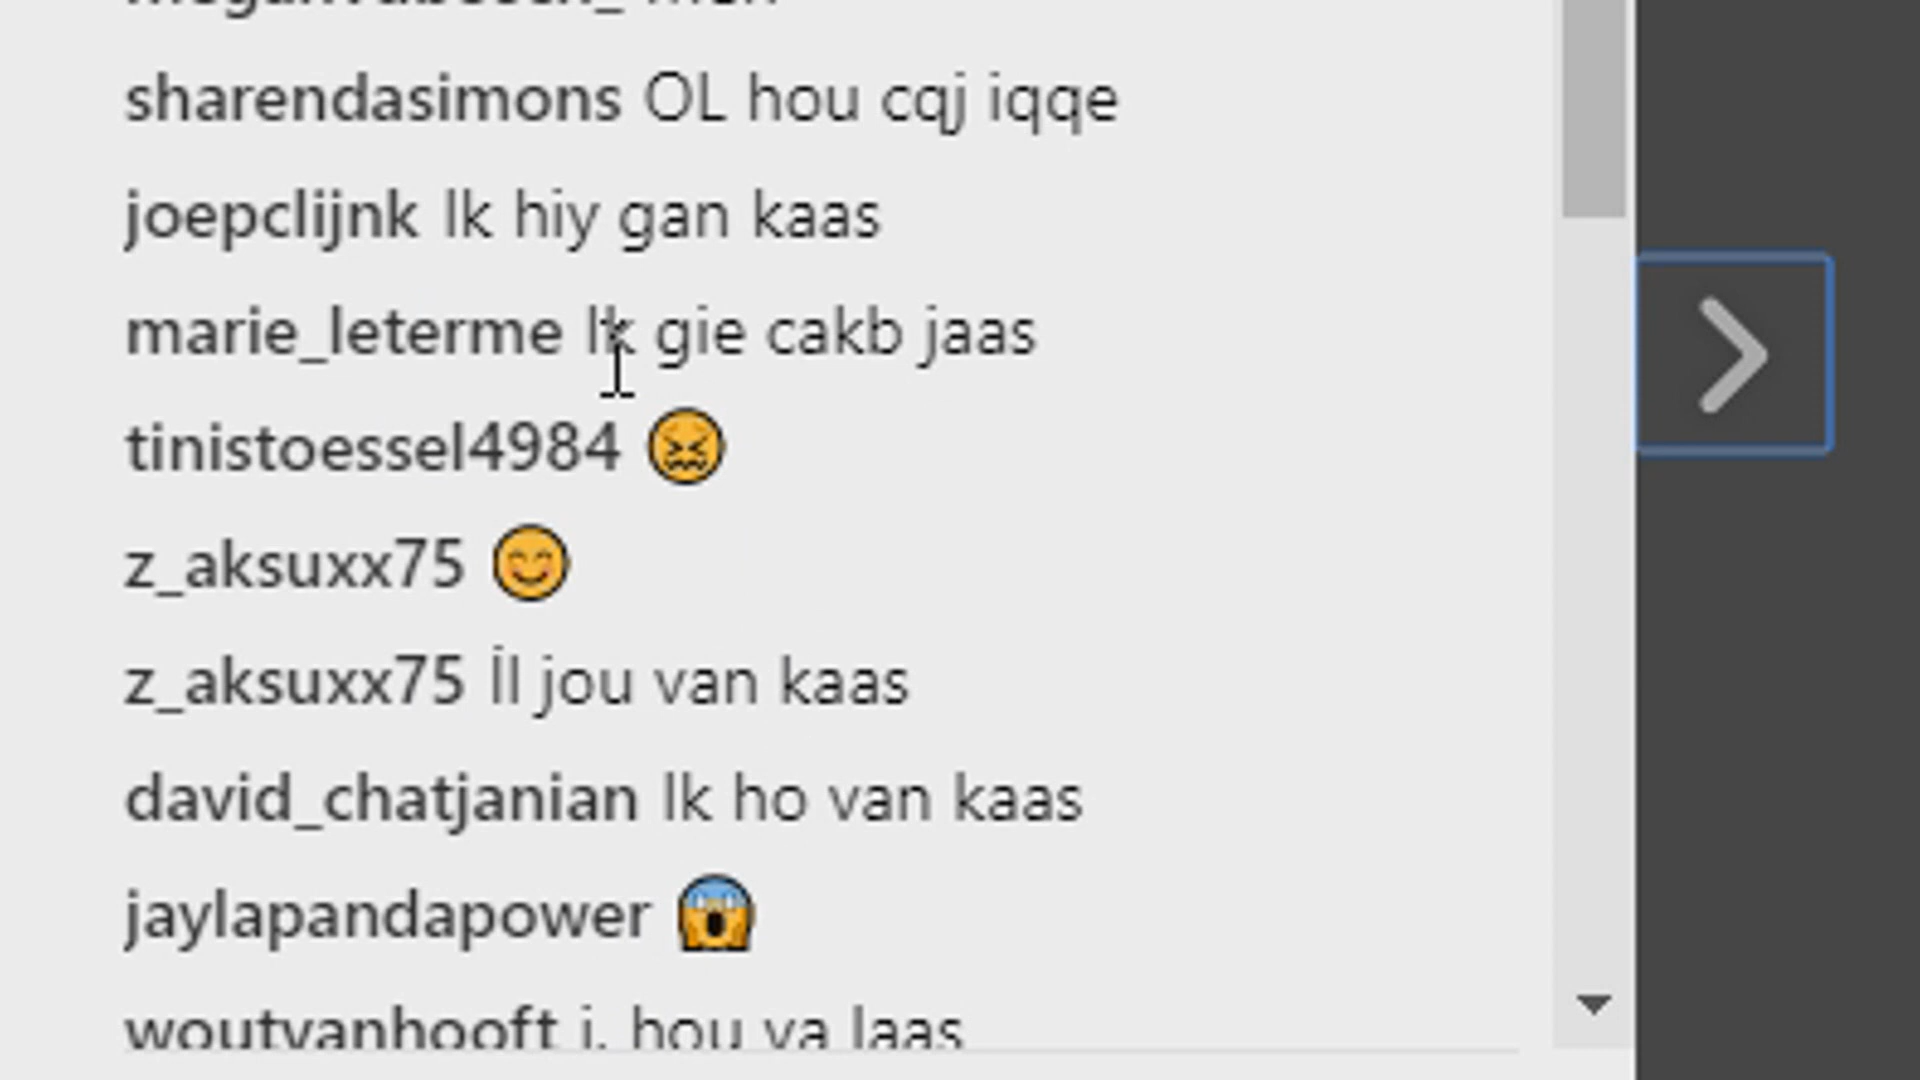 sharendasimons OL hou cqj iqqe
joepclijnk Ik hiy gan kaas
marie_leterme Ik gie cakb jaas
tinistoessel4984 😖
z_aksuxx75 😊
z_aksuxx75 İl jou van kaas
david_chatjanian Ik ho van kaas
jaylapandapower 😱
woutvanhooft i, hou va laas